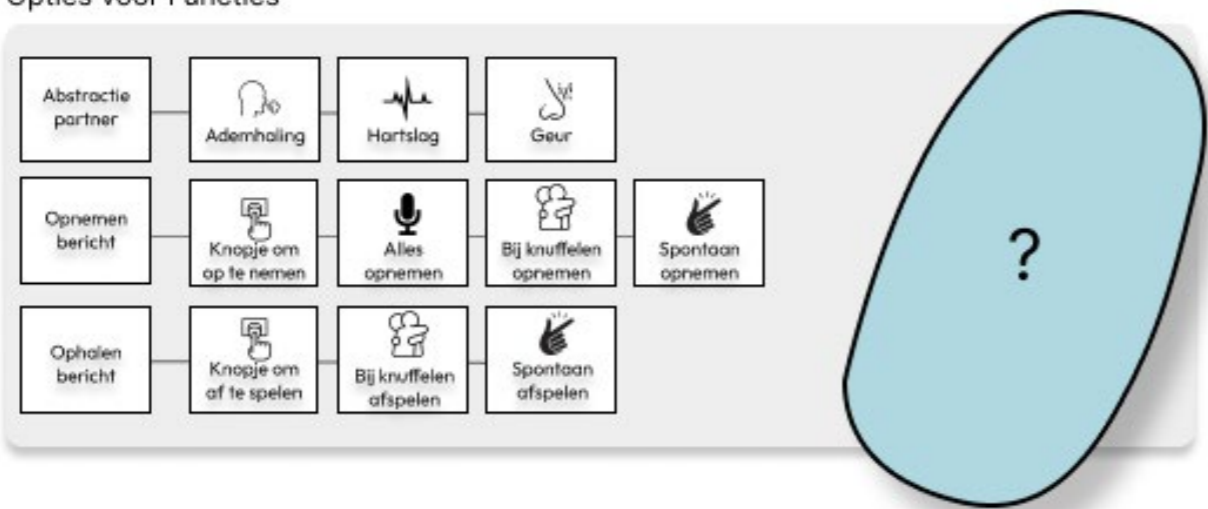 Opties voor Functies
Abstractie
partner
Ademhaling
Hartslag
Geur
Opnemen
bericht
Knopje om
op te nemen
Alles
opnemen
Bij knuffelen
opnemen
Spontaan
opnemen
Ophalen
bericht
Knopje om
af te spelen
Bij knuffelen
afspelen
Spontaan
afspelen
?